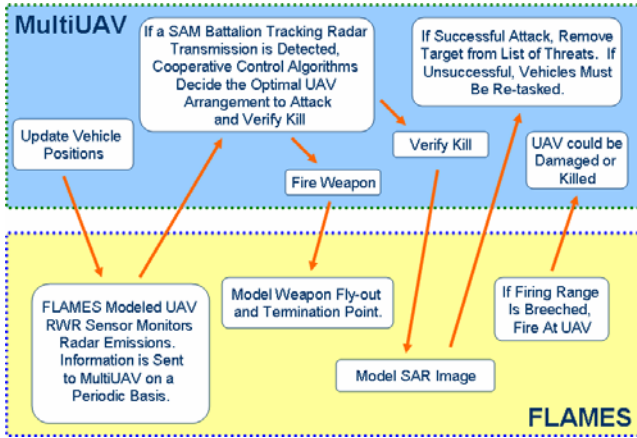 MultiUAV
If a SAM Battalion Tracking Radar
Transmission is Detected,
Cooperative Control Algorithms
Decide the Optimal UAV
Arrangement to Attack
and Verify Kill
If Successful Attack, Remove
Target from List of Threats. If
Unsuccessful, Vehicles Must
Be Re-tasked.
Update Vehicle
Positions
Fire Weapon
Verify Kill
UAV could be
Damaged or
Killed
FLAMES Modeled UAV
RWR Sensor Monitors
Radar Emissions.
Information is Sent
to MultiUAV on a
Periodic Basis.
Model Weapon Fly-out
and Termination Point.
Model SAR Image
If Firing Range
Is Breeched,
Fire At UAV
FLAMES